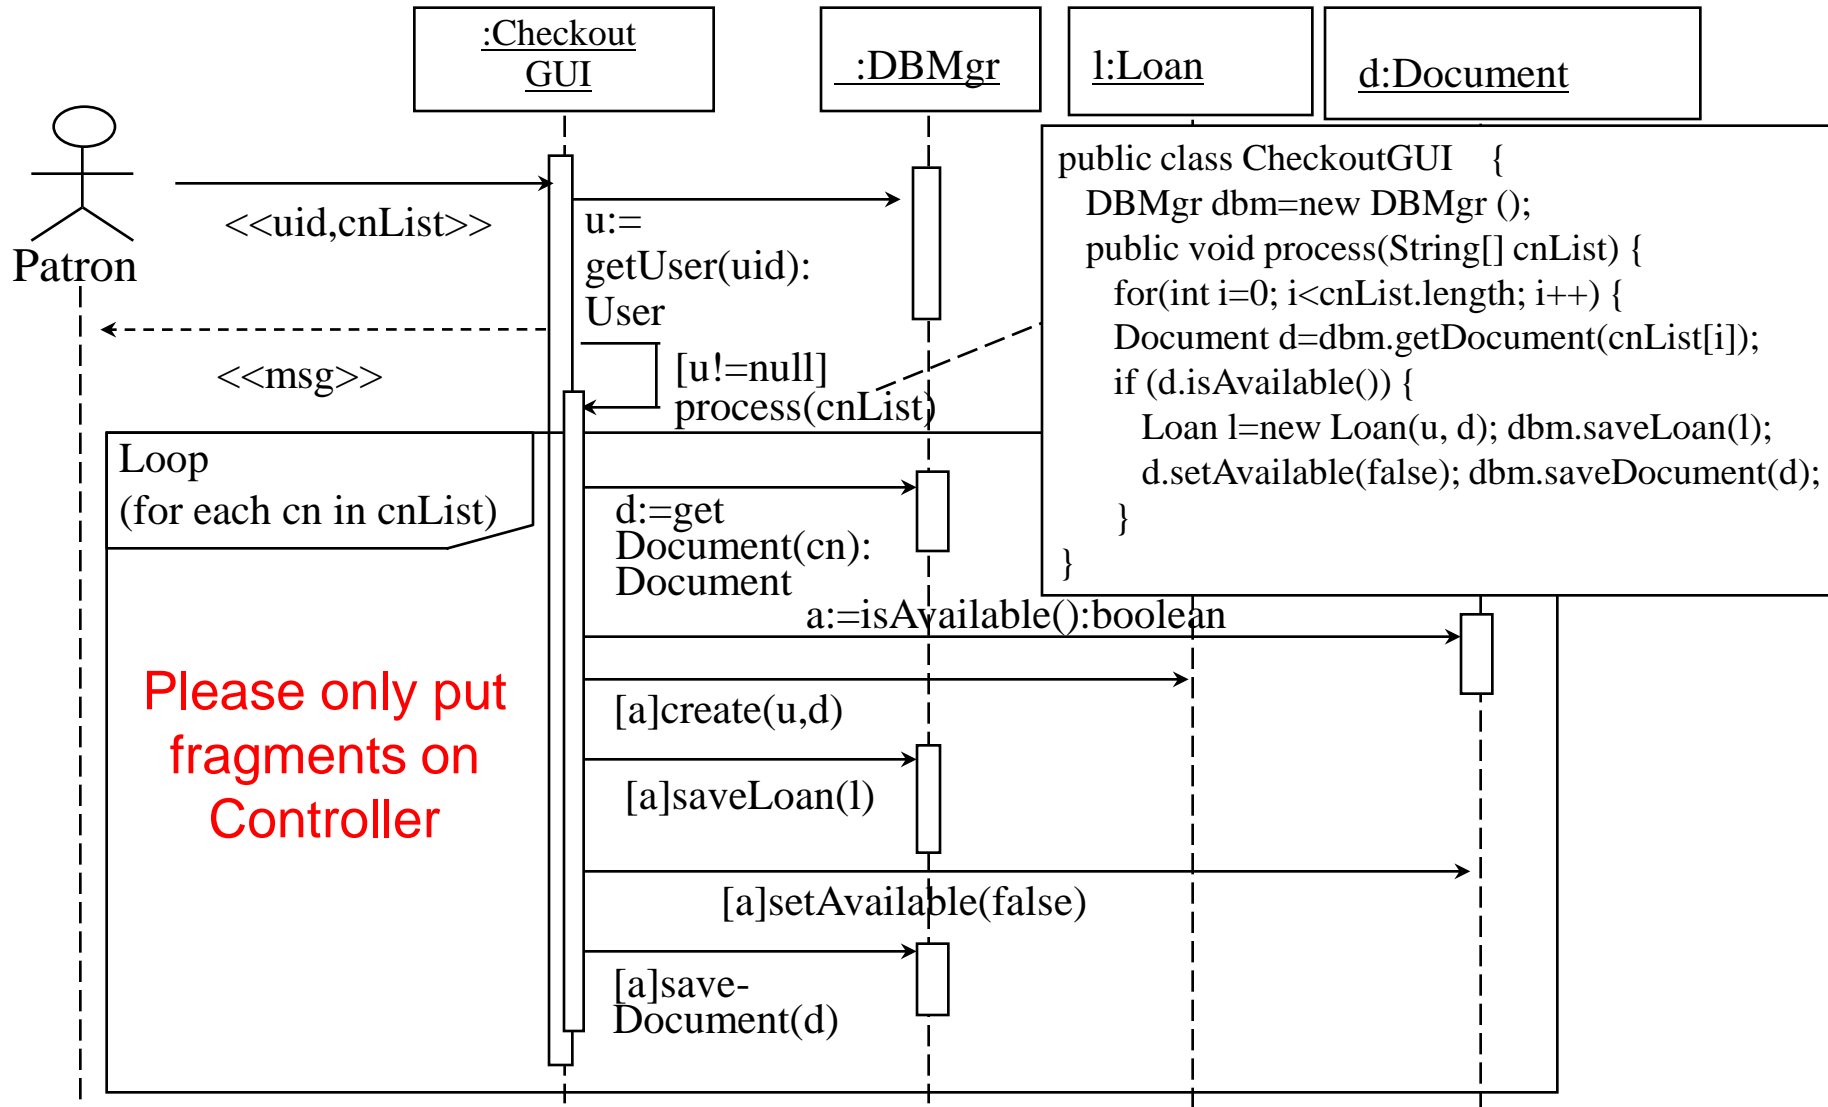 :Checkout
GUI
:DBMgr
l:Loan
d:Document
Patron
<<uid,cnList>>
u:=
getUser(uid):
User
<<msg>>
[u!=null]
process(cnList)
public class CheckoutGUI {
DBMgr dbm=new DBMgr ();
public void process(String[] cnList) {
for(int i=0; i<cnList.length; i++) {
Document d=dbm.getDocument(cnList[i]);
if (d.isAvailable()) {
Loan l=new Loan(u, d); dbm.saveLoan(l);
d.setAvailable(false); dbm.saveDocument(d);
}
}
Loop
(for each cn in cnList)
d:=get
Document(cn):
Document
a:=isAvailable():boolean
Please only put
fragments on
Controller
[a]create(u,d)
[a]saveLoan(l)
[a]setAvailable(false)
[a]save-
Document(d)